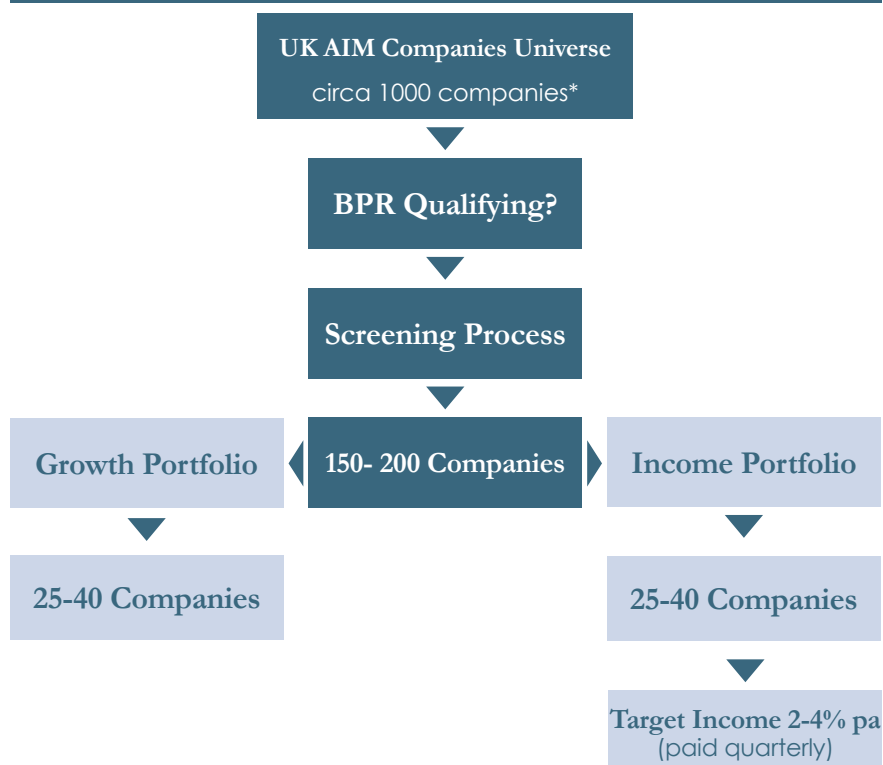 UK AIM Companies Universe
circa 1000 companies*
BPR Qualifying?
Screening Process
Growth Portfolio
150- 200 Companies
Income Portfolio
25-40 Companies
25-40 Companies
Target Income 2-4% pa
(paid quarterly)